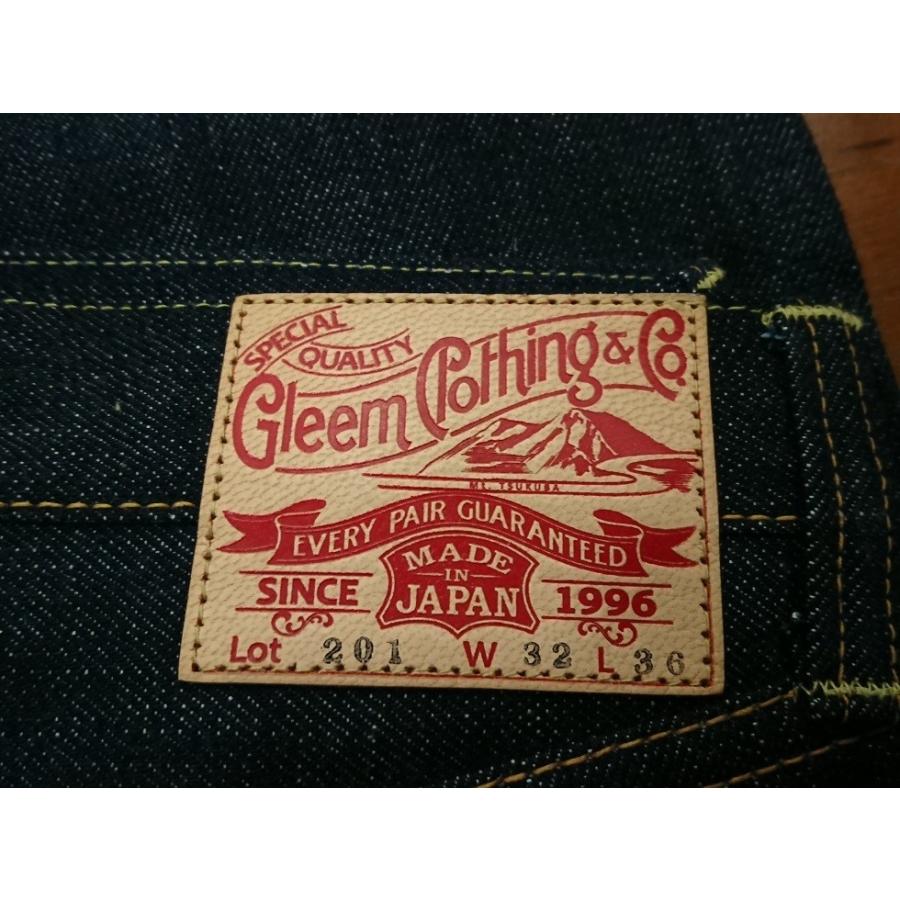 SPECIAL
QUALITY
Gleem Clothing & Co.
MT. TSUKUBA
EVERY PAIR GUARANTEED
MADE
IN
JAPAN
SINCE 1996
Lot 201 W 32 L 36